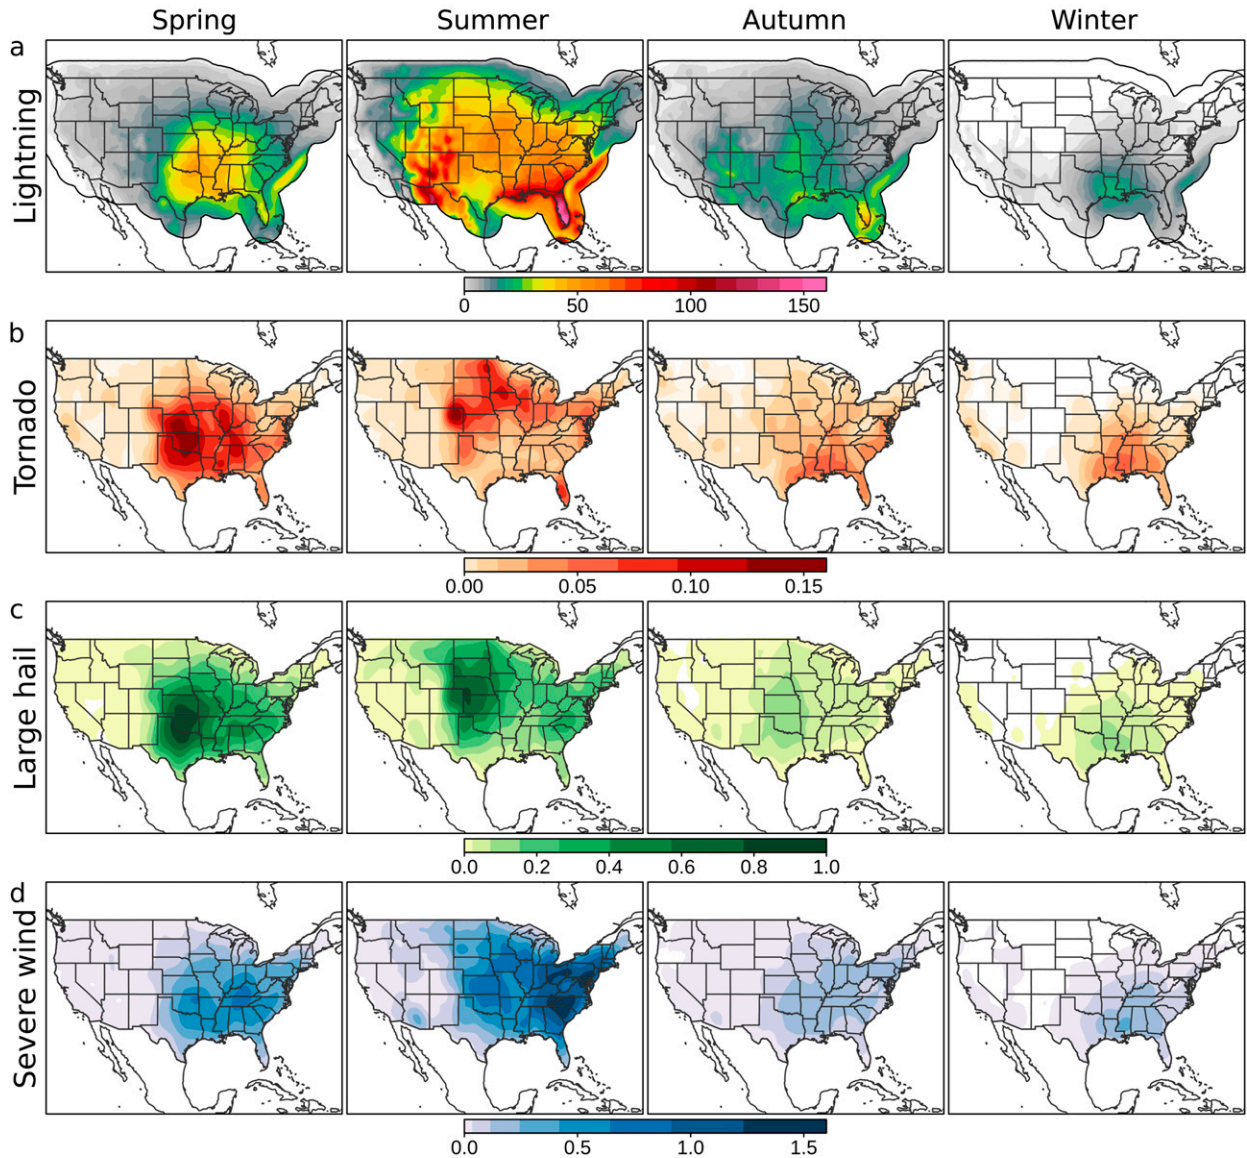 Spring Summer Autumn Winter
a
Lightning
0 50 100 150
b
Tornado
0.00 0.05 0.10 0.15
c
Large hail
0.0 0.2 0.4 0.6 0.8 1.0
d
Severe wind
0.0 0.5 1.0 1.5